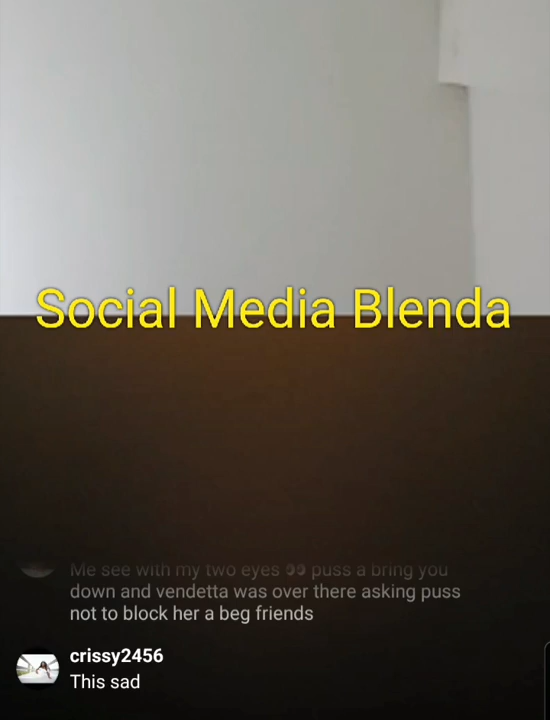 Social Media Blenda
Me see with my two eyes 👀 puss a bring you
down and vendetta was over there asking puss
not to block her a beg friends
crissy2456
This sad